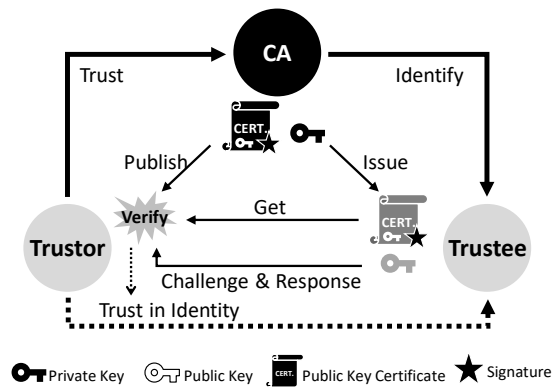 CA
Trust
Identify
CERT.
Publish
Issue
Verify
Get
CERT.
Trustor
Trustee
Challenge & Response
Trust in Identity
Private Key
Public Key
CERT.
Public Key Certificate
Signature